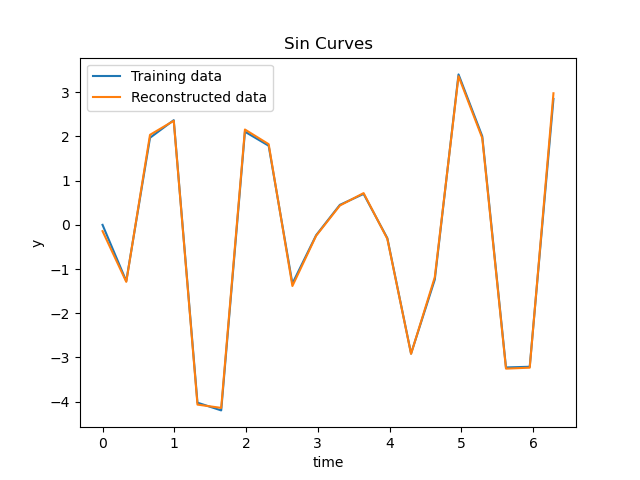 Sin Curves
Training data
Reconstructed data
3
2
1
0
−1
−2
−3
−4
y
0 1 2 3 4 5 6
time